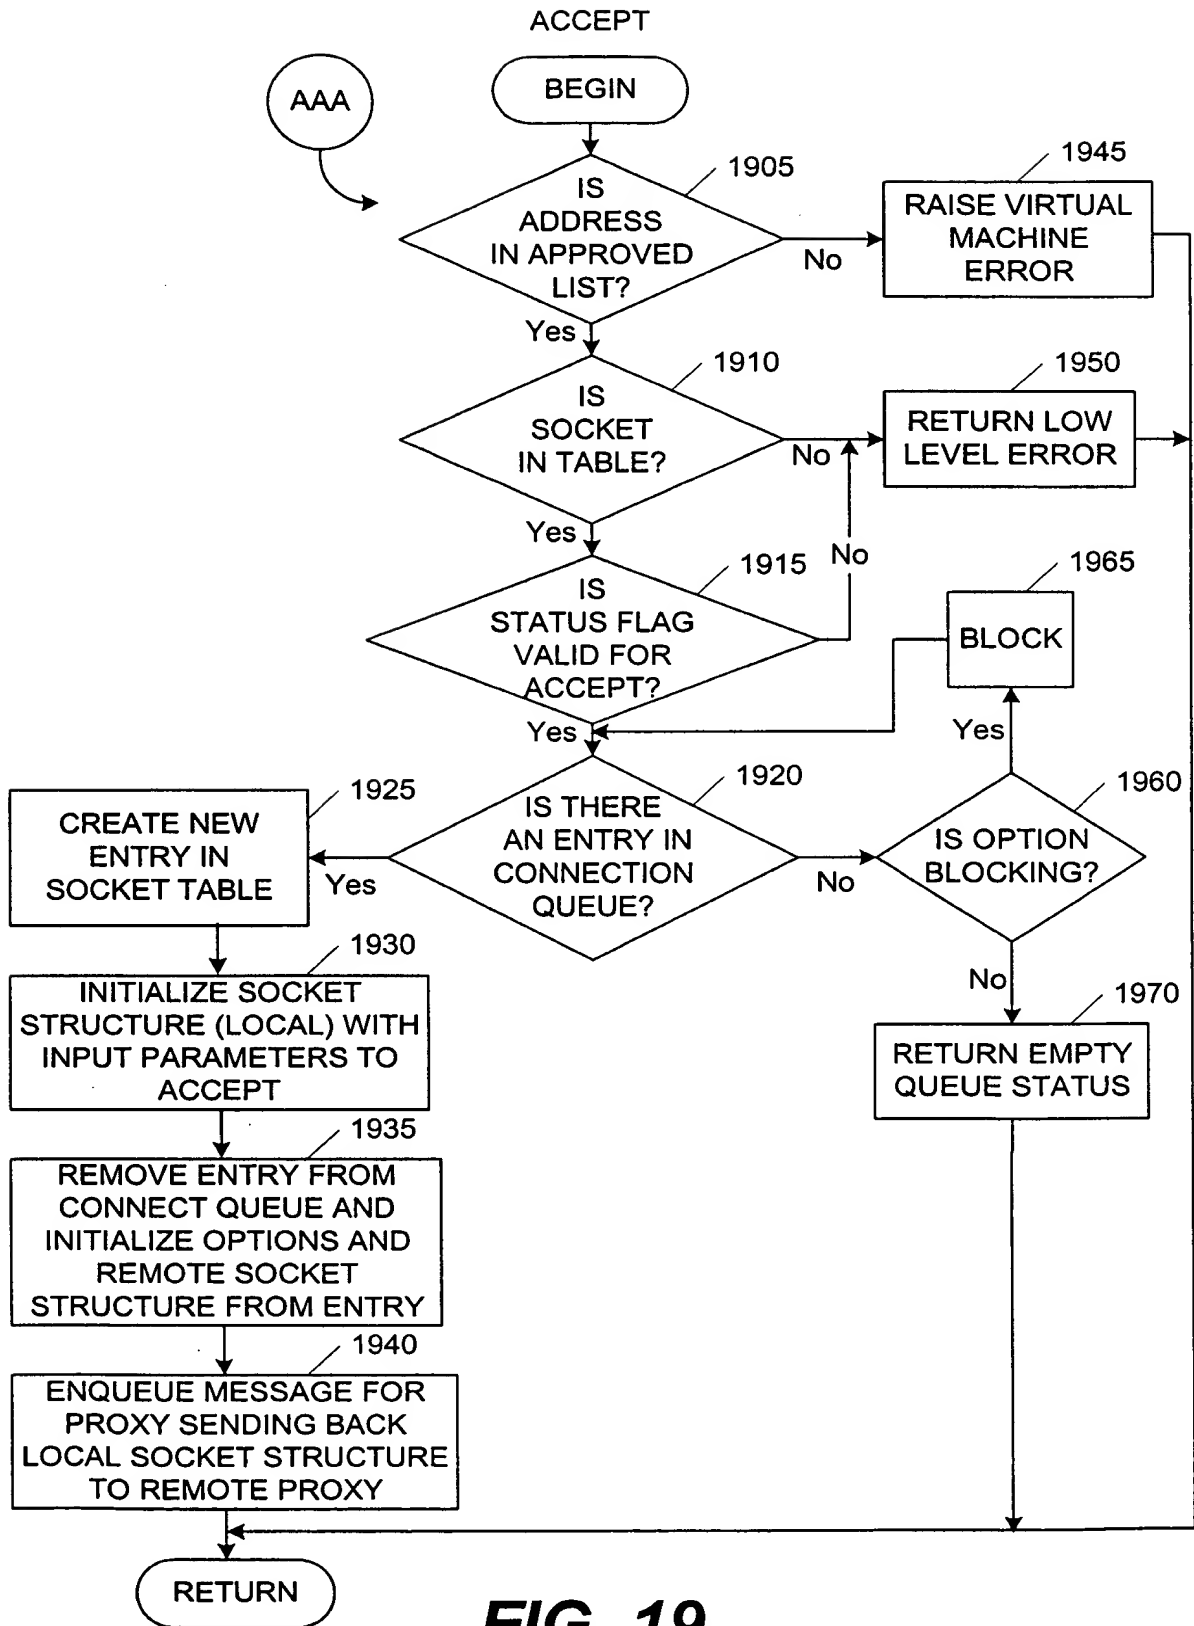 ACCEPT
AAA
BEGIN
1905
IS
ADDRESS
IN APPROVED
LIST?
No
1945
RAISE VIRTUAL
MACHINE
ERROR
Yes
1910
IS
SOCKET
IN TABLE?
No
1950
RETURN LOW
LEVEL ERROR
Yes
1915
IS
STATUS FLAG
VALID FOR
ACCEPT?
No
1965
BLOCK
Yes
Yes
1920
IS THERE
AN ENTRY IN
CONNECTION
QUEUE?
No
1960
IS OPTION
BLOCKING?
1925
CREATE NEW
ENTRY IN
SOCKET TABLE
Yes
No
1930
INITIALIZE SOCKET
STRUCTURE (LOCAL) WITH
INPUT PARAMETERS TO
ACCEPT
1970
RETURN EMPTY
QUEUE STATUS
1935
REMOVE ENTRY FROM
CONNECT QUEUE AND
INITIALIZE OPTIONS AND
REMOTE SOCKET
STRUCTURE FROM ENTRY
1940
ENQUEUE MESSAGE FOR
PROXY SENDING BACK
LOCAL SOCKET STRUCTURE
TO REMOTE PROXY
RETURN
FIG. 19